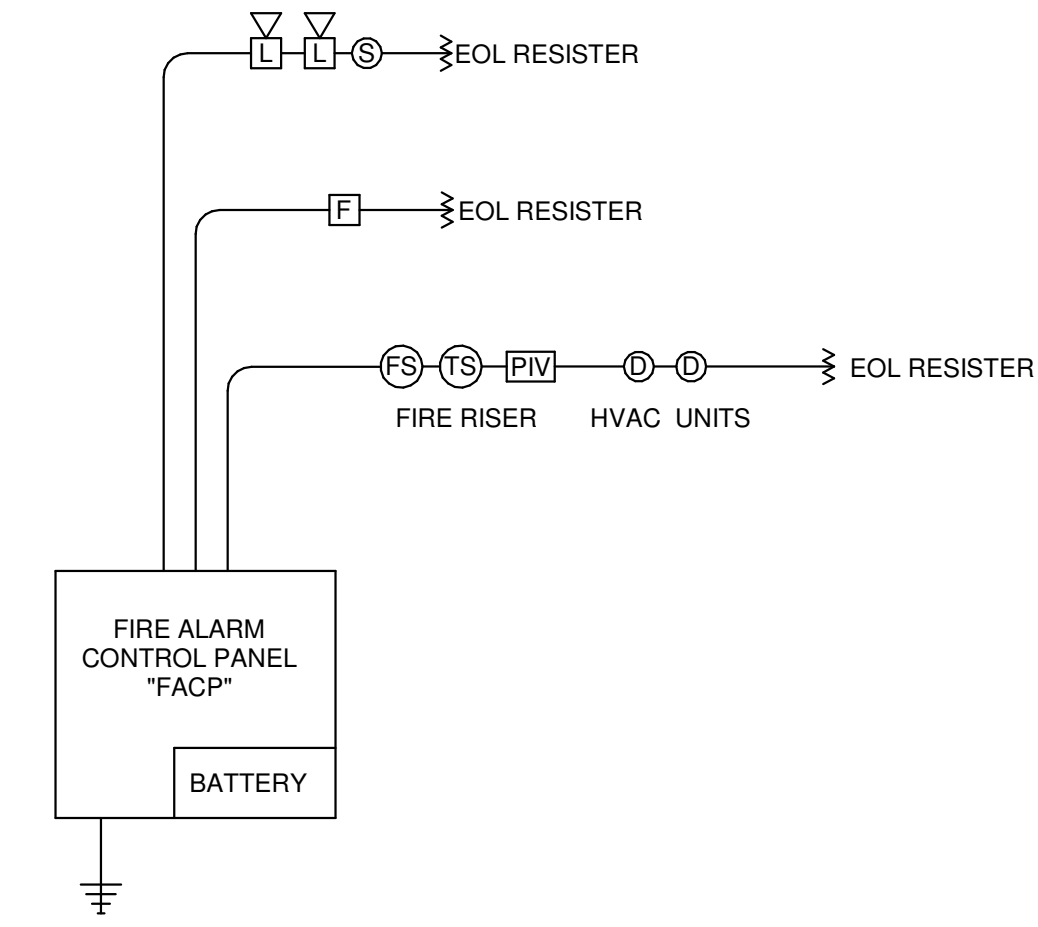 L L S EOL RESISTER
F EOL RESISTER
FS TS PIV D D EOL RESISTER
FIRE RISER HVAC UNITS
FIRE ALARM
CONTROL PANEL
"FACP"
BATTERY